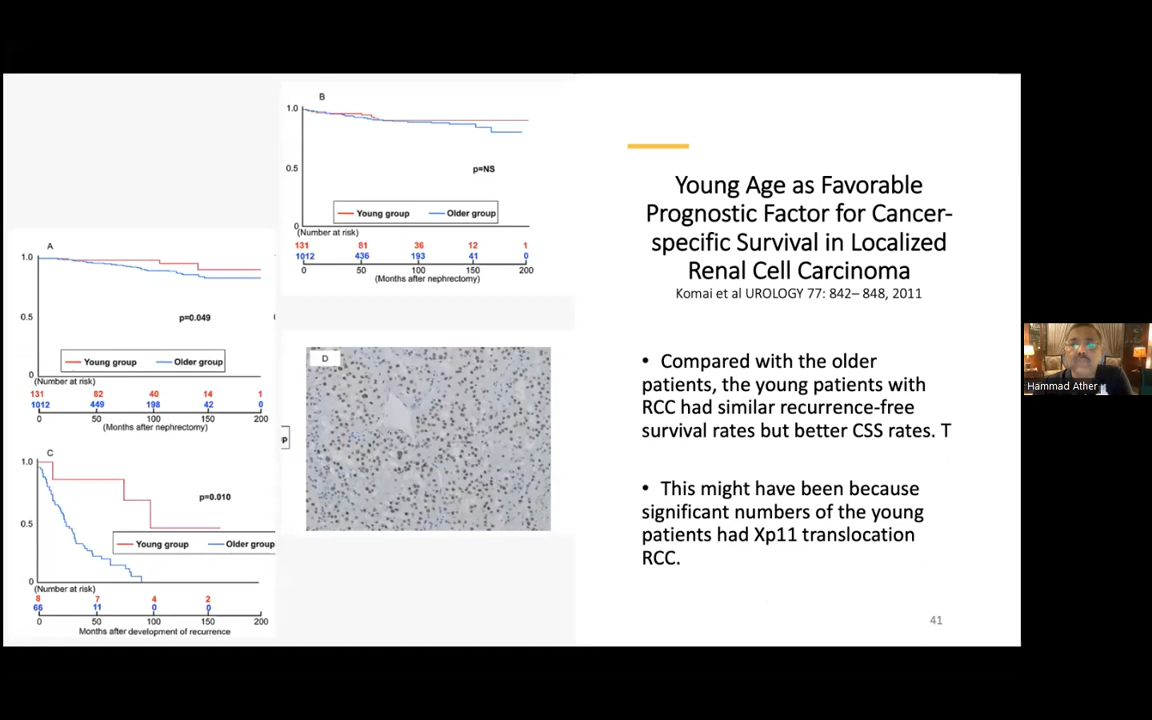 A
1.0
0.5
0
p=0.049
Young group Older group
(Number at risk)
131 82 40 14 1
1012 449 198 42 0
0 50 100 150 200
(Months after nephrectomy)
B
1.0
0.5
0
p=NS
Young group Older group
(Number at risk)
131 81 36 12 1
1012 436 193 41 0
0 50 100 150 200
(Months after nephrectomy)
C
1.0
0.5
0
p=0.010
Young group Older group
(Number at risk)
8 7 4 2
66 11 0 0
0 50 100 150 200
Months after development of recurrence
D
p
Young Age as Favorable
Prognostic Factor for Cancer-
specific Survival in Localized
Renal Cell Carcinoma
Komai et al UROLOGY 77: 842– 848, 2011
• Compared with the older
patients, the young patients with
RCC had similar recurrence-free
survival rates but better CSS rates. T
• This might have been because
significant numbers of the young
patients had Xp11 translocation
RCC.
41
Hammad Ather